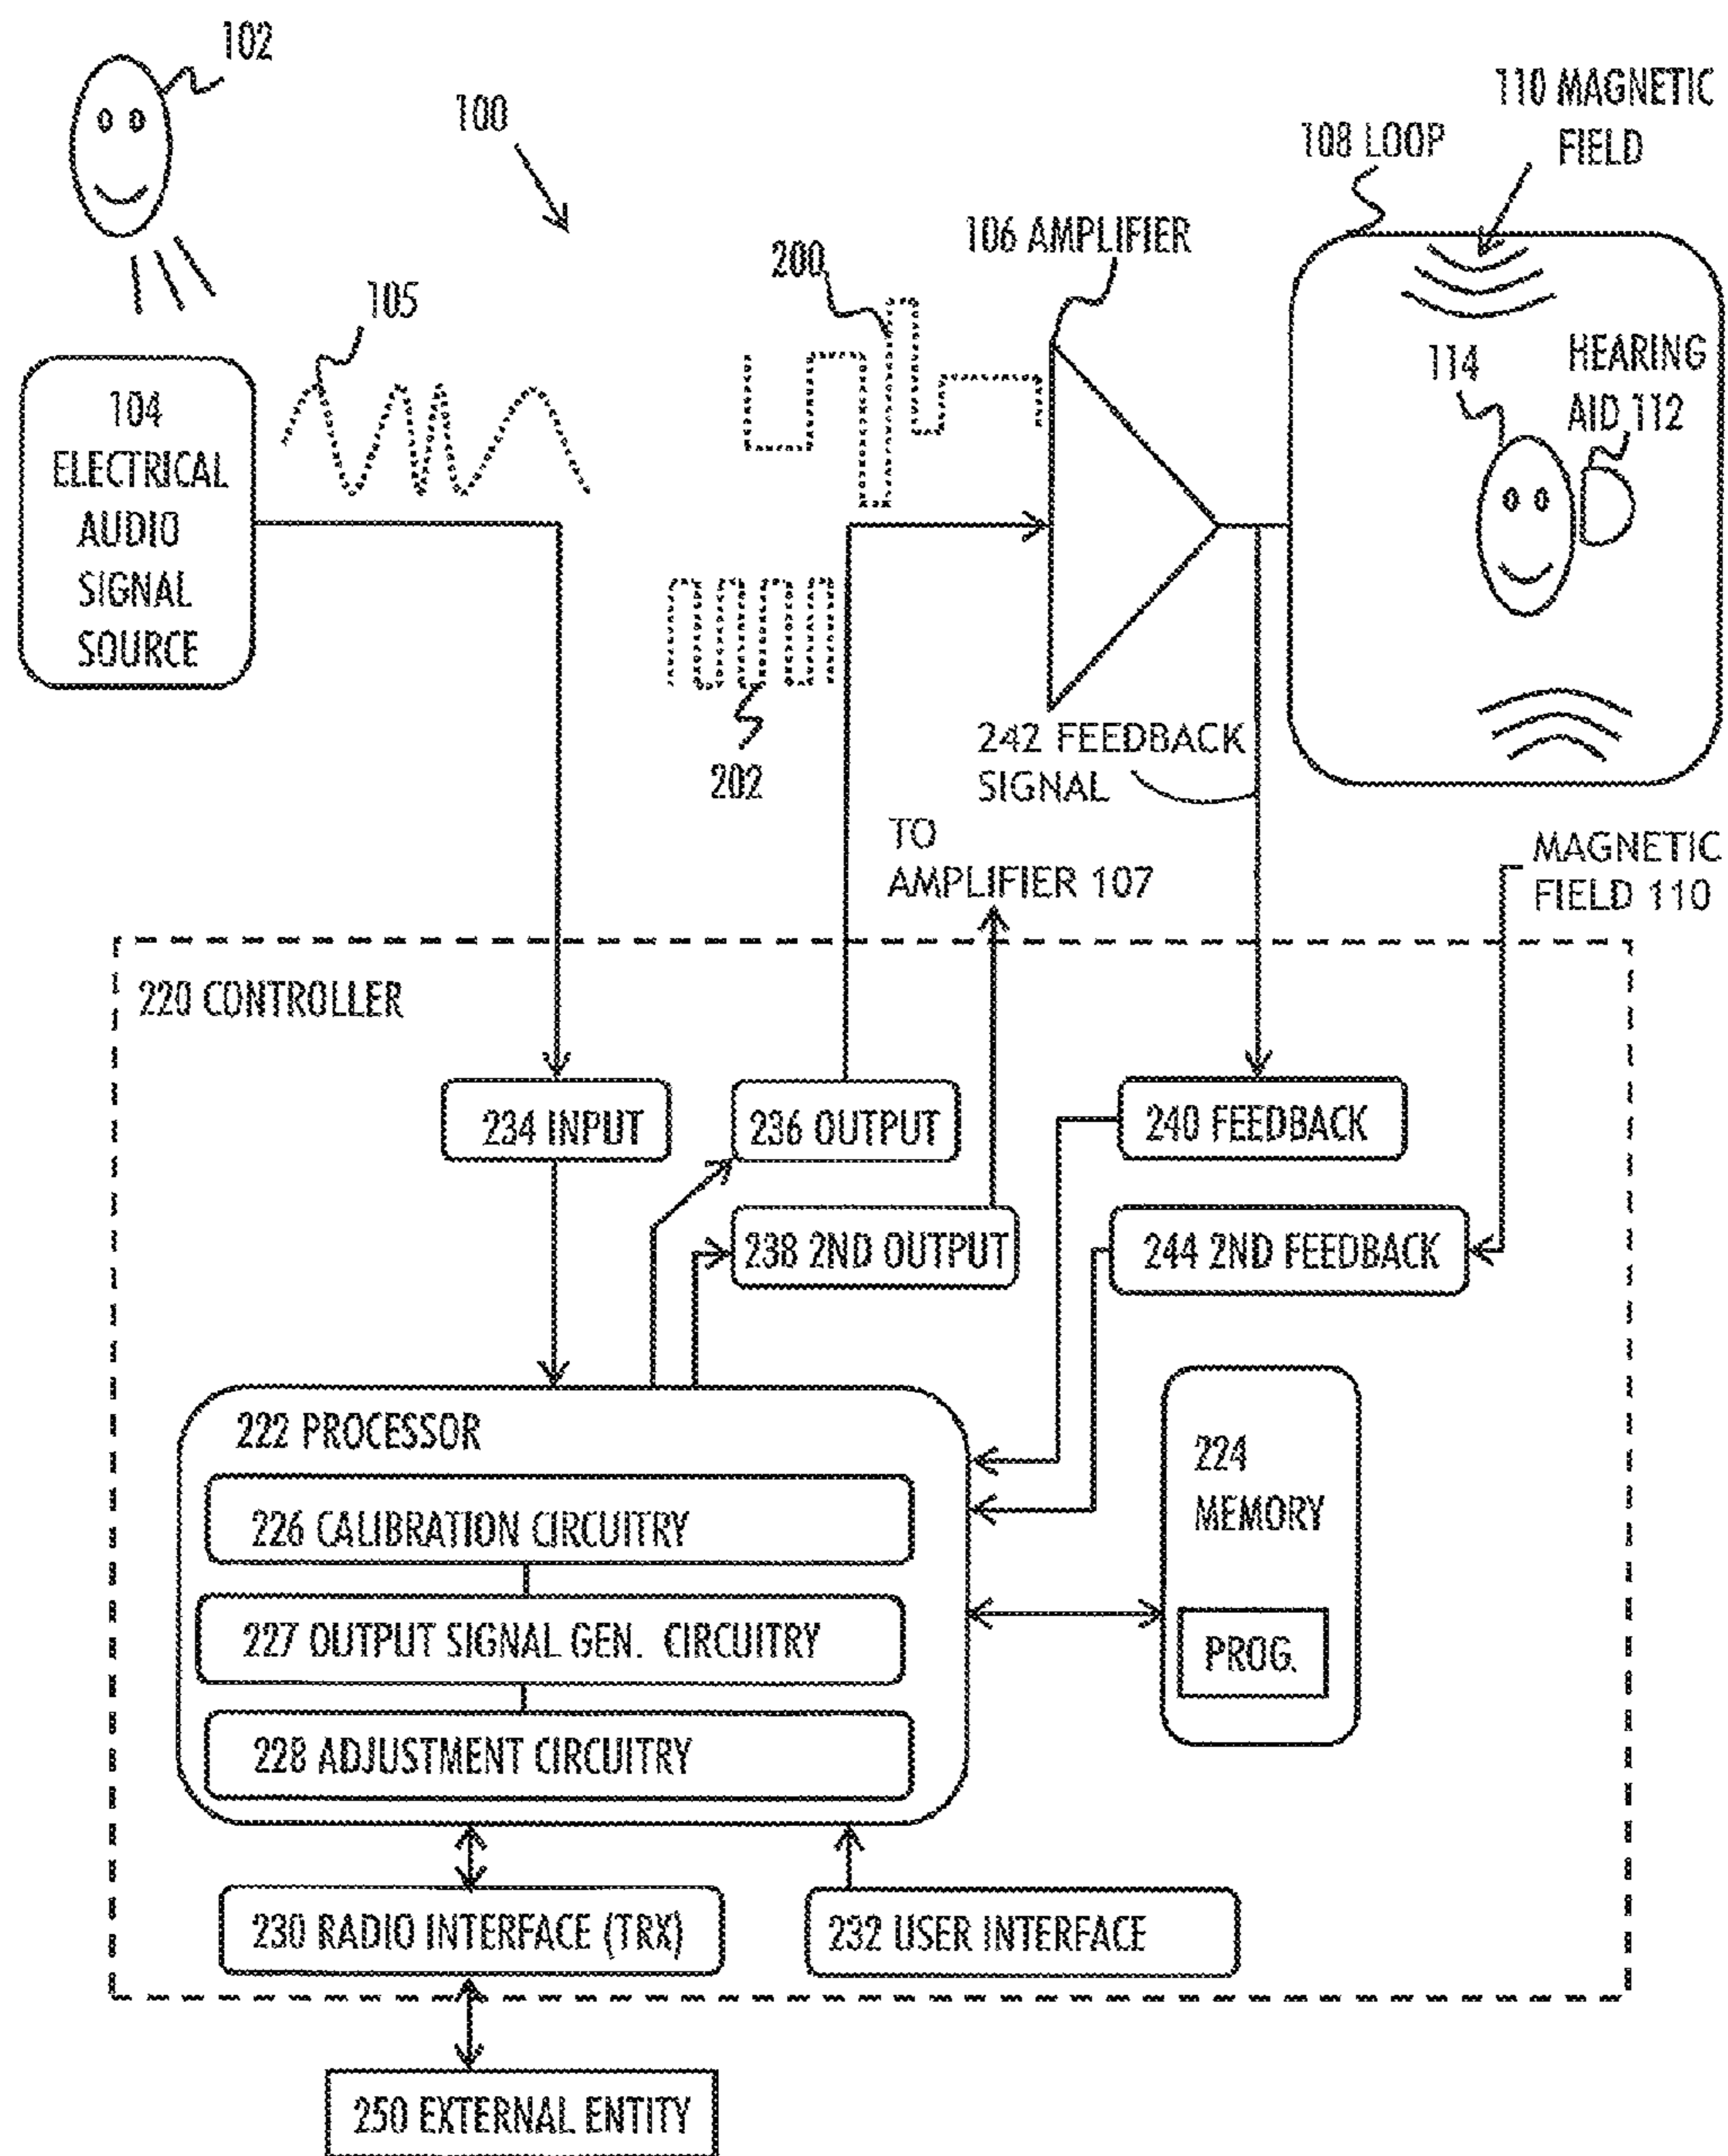 102
100
110 MAGNETIC
FIELD
108 LOOP
106 AMPLIFIER
200
105
104
ELECTRICAL
AUDIO
SIGNAL
SOURCE
114
HEARING
AID 112
202
242 FEEDBACK
SIGNAL
TO
AMPLIFIER 107
MAGNETIC
FIELD 110
220 CONTROLLER
234 INPUT
236 OUTPUT
240 FEEDBACK
238 2ND OUTPUT
244 2ND FEEDBACK
222 PROCESSOR
226 CALIBRATION CIRCUITRY
227 OUTPUT SIGNAL GEN. CIRCUITRY
228 ADJUSTMENT CIRCUITRY
224
MEMORY
PROG.
230 RADIO INTERFACE (TRX)
232 USER INTERFACE
250 EXTERNAL ENTITY